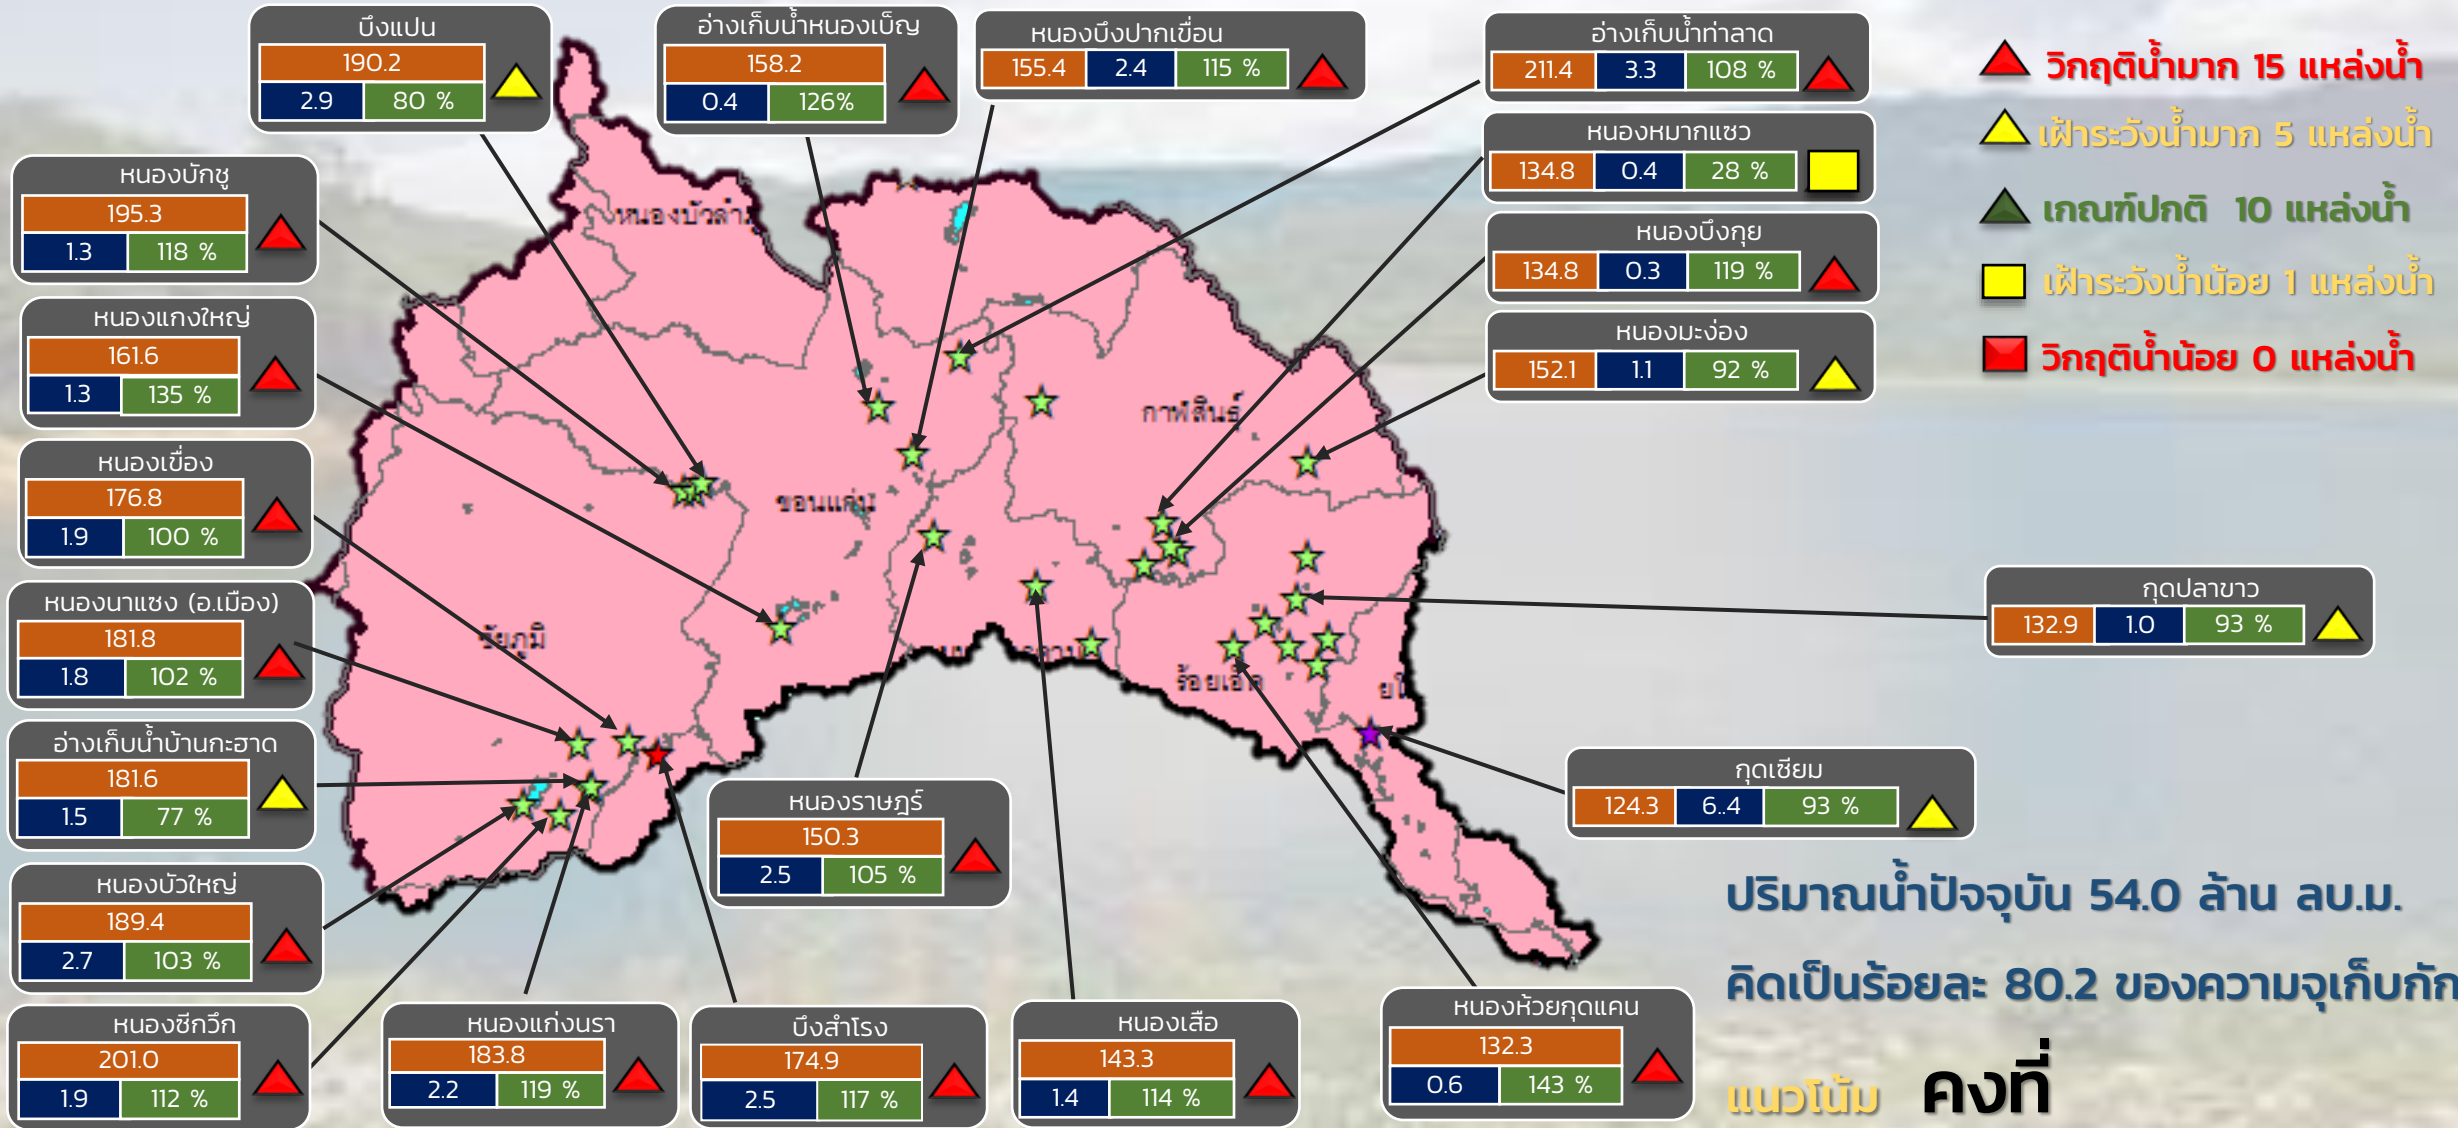 บึงแปน
190.2
2.9 80 %
อ่างเก็บน้ำหนองเบ็ญ
158.2
0.4 126%
หนองบึงปากเขื่อน
155.4 2.4 115 %
อ่างเก็บน้ำท่าลาด
211.4 3.3 108 %
หนองหมากแซว
134.8 0.4 28 %
หนองบึงกุย
134.8 0.3 119 %
หนองมะง่อง
152.1 1.1 92 %
วิกฤติน้ำมาก 15 แหล่งน้ำ
เฝ้าระวังน้ำมาก 5 แหล่งน้ำ
เกณฑ์ปกติ 10 แหล่งน้ำ
เฝ้าระวังน้ำน้อย 1 แหล่งน้ำ
วิกฤติน้ำน้อย 0 แหล่งน้ำ
หนองบักชู
195.3
1.3 118 %
หนองแกงใหญ่
161.6
1.3 135 %
หนองเขื่อง
176.8
1.9 100 %
หนองนาแซง (อ.เมือง)
181.8
1.8 102 %
อ่างเก็บน้ำบ้านกะฮาด
181.6
1.5 77 %
หนองบัวใหญ่
189.4
2.7 103 %
หนองซีกวึก
201.0
1.9 112 %
หนองบัวลำภู
กาฬสินธุ์
ขอนแก่น
ชัยภูมิ
ร้อยเอ็ด
กุดปลาขาว
132.9 1.0 93 %
กุดเซียม
124.3 6..4 93 %
หนองราษฎร์
150.3
2.5 105 %
หนองแก่งนรา
183.8
2.2 119 %
บึงสำโรง
174.9
2.5 117 %
หนองเสือ
143.3
1.4 114 %
หนองห้วยกุดแคน
132.3
0.6 143 %
ปริมาณน้ำปัจจุบัน 54.0 ล้าน ลบ.ม.
คิดเป็นร้อยละ 80.2 ของความจุเก็บกัก
แนวโน้ม คงที่